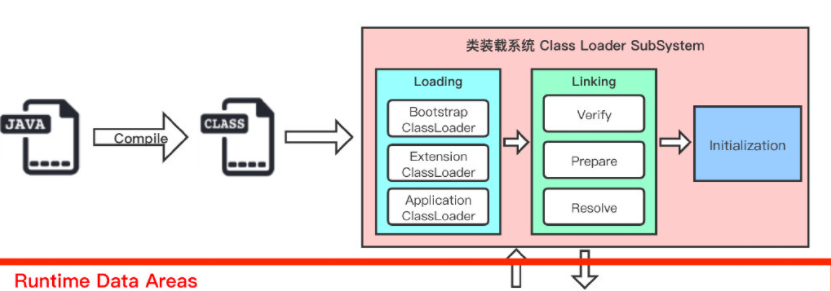 类装载系统 Class Loader SubSystem
Loading
Linking
JAVA
Compile
CLASS
Bootstrap
ClassLoader
Extension
ClassLoader
Application
ClassLoader
Verify
Prepare
Resolve
Initialization
Runtime Data Areas